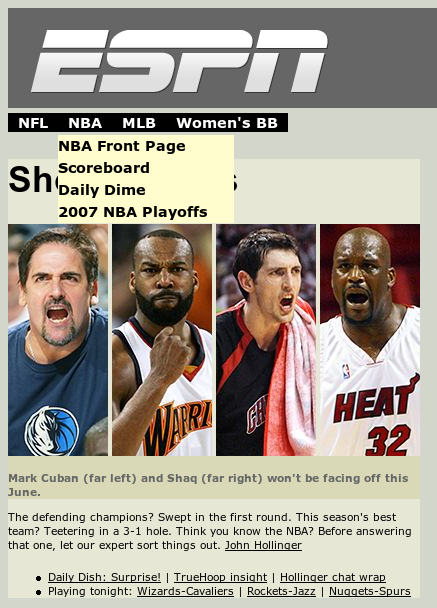 ESPN
NFL NBA MLB Women's BB
NBA Front Page
Scoreboard
Daily Dime
2007 NBA Playoffs
WARRI
HEAT
32
Mark Cuban (far left) and Shaq (far right) won't be facing off this
June.
The defending champions? Swept in the first round. This season's best
team? Teetering in a 3-1 hole. Think you know the NBA? Before answering
that one, let our expert sort things out. John Hollinger
Daily Dish: Surprise! | TrueHoop insight | Hollinger chat wrap
Playing tonight: Wizards-Cavaliers | Rockets-Jazz | Nuggets-Spurs